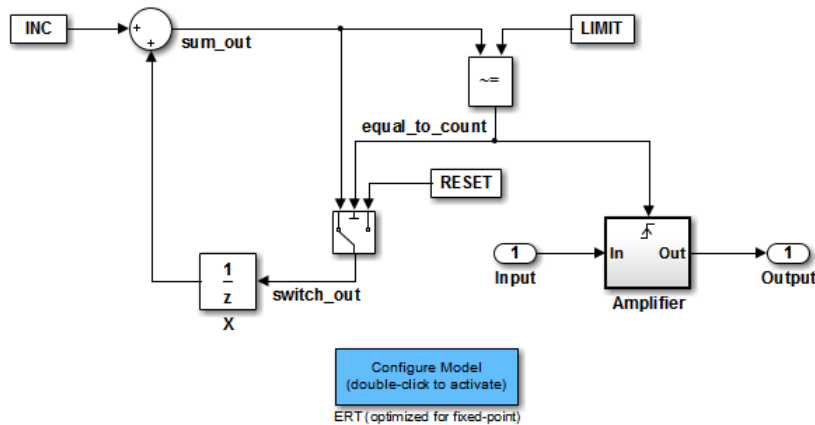 INC
+
+
sum_out
LIMIT
~=
equal_to_count
RESET
1
z
X
switch_out
1
Input
In
Out
Amplifier
1
Output
Configure Model
(double-click to activate)
ERT (optimized for fixed-point)